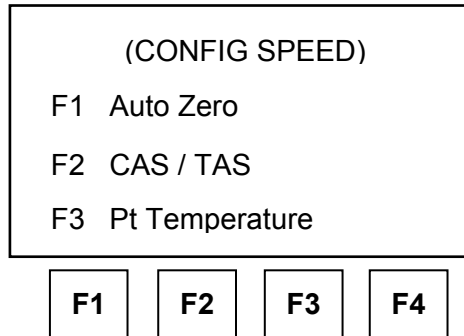 (CONFIG SPEED)
F1 Auto Zero
F2 CAS / TAS
F3 Pt Temperature
F1 F2 F3 F4